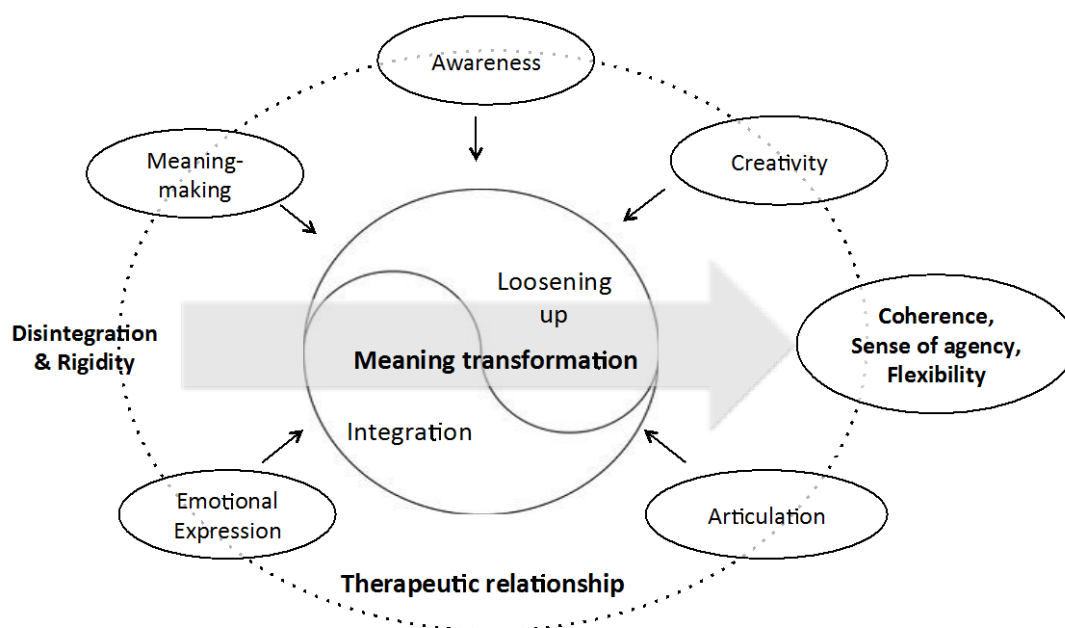 Awareness
Meaning-
making
Creativity
Loosening
up
Disintegration
& Rigidity
Meaning transformation
Coherence,
Sense of agency,
Flexibility
Integration
Emotional
Expression
Articulation
Therapeutic relationship